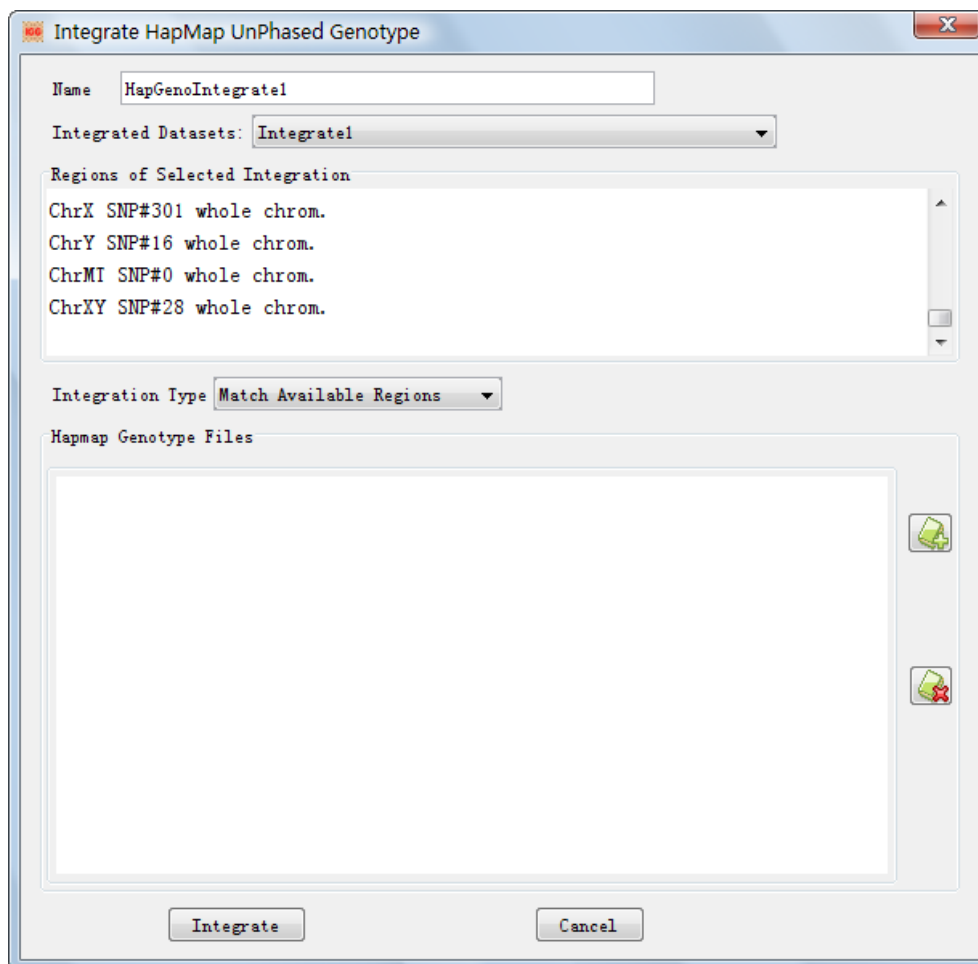 IGG Integrate HapMap UnPhased Genotype
Name HapGenoIntegrate1
Integrated Datasets: Integrate1
Regions of Selected Integration
ChrX SNP#301 whole chrom.
ChrY SNP#16 whole chrom.
ChrMI SNP#0 whole chrom.
ChrXY SNP#28 whole chrom.
Integration Type Match Available Regions
Hapmap Genotype Files
Integrate Cancel